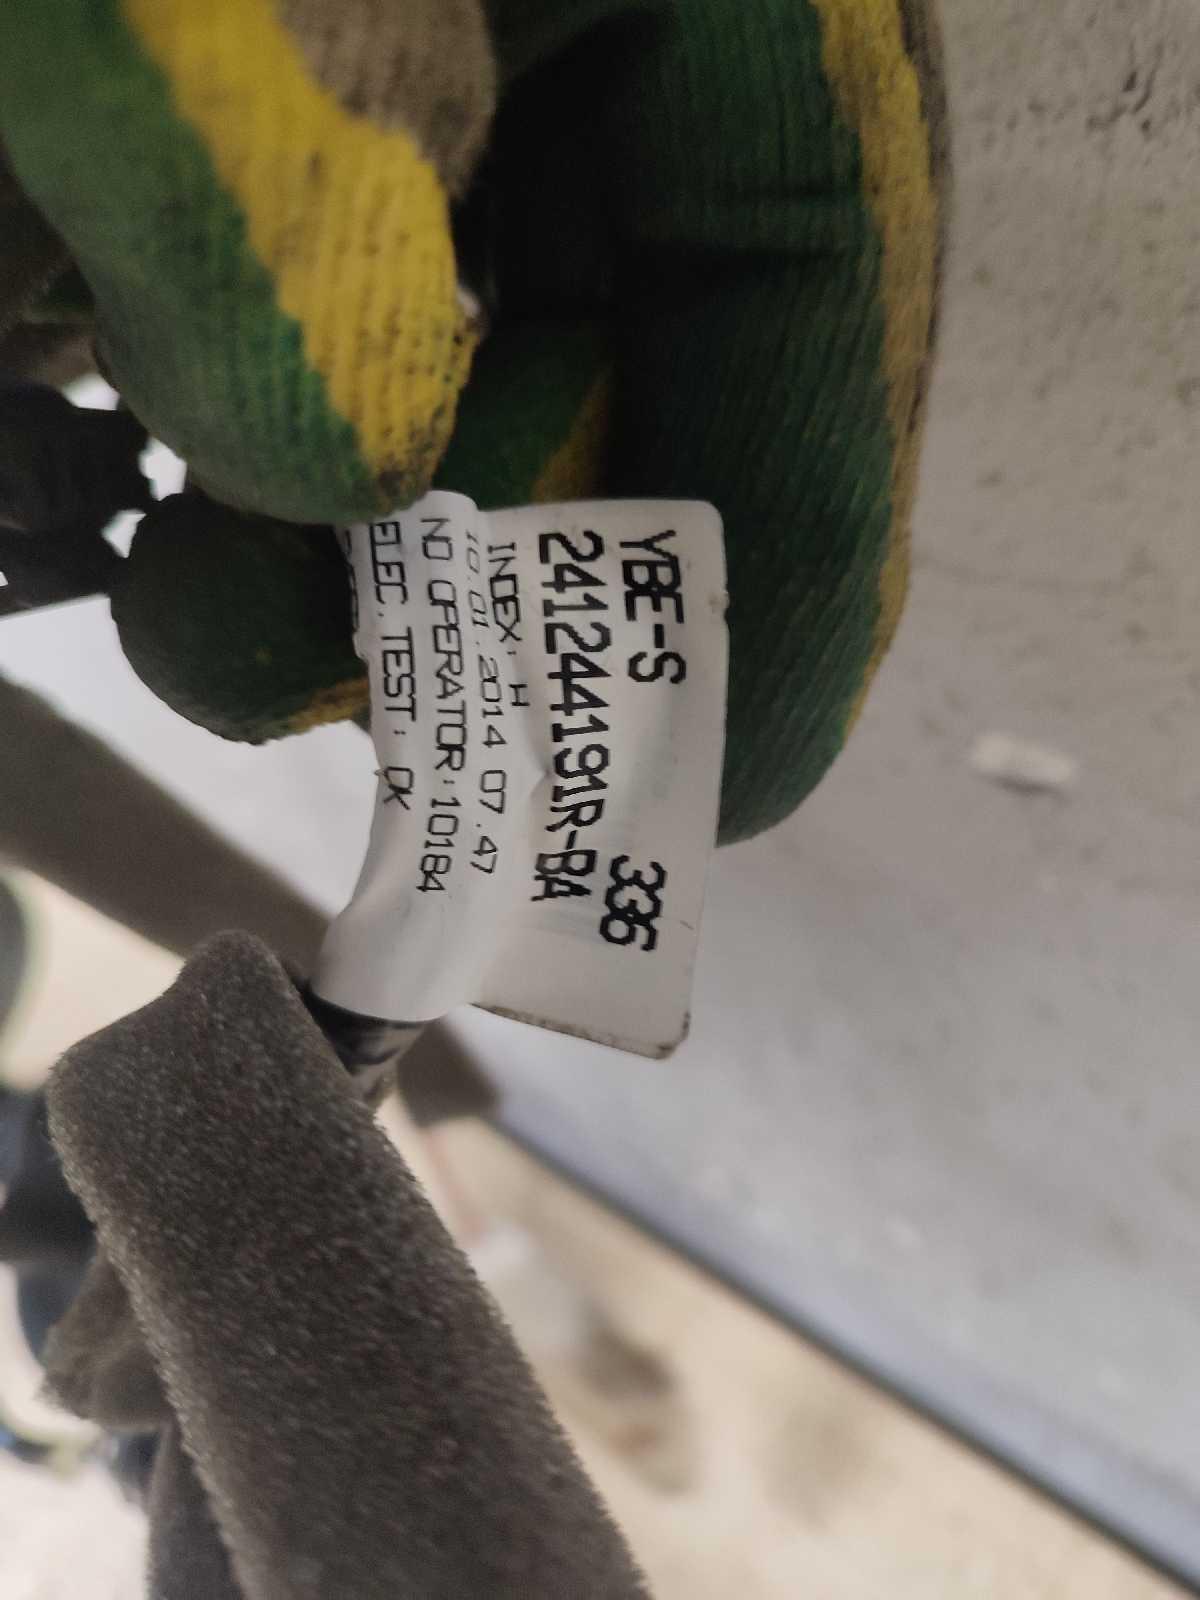 YBE-S 336
241244191R-BA
INDEX: H
10.01.2014 07.47
NO OPERATOR:10184
ELEC. TEST: OK